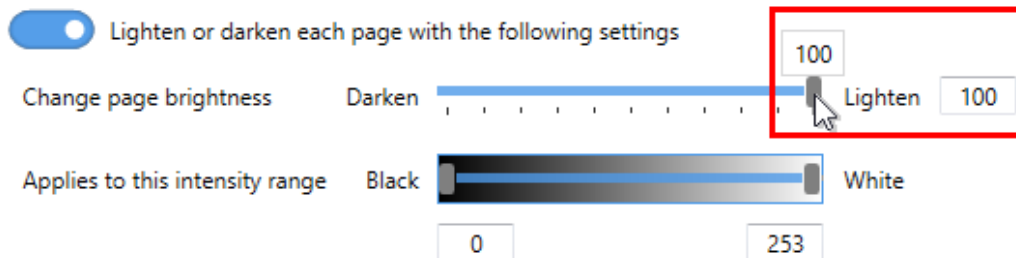 Lighten or darken each page with the following settings
100
Change page brightness Darken Lighten 100
Applies to this intensity range Black White
0 253